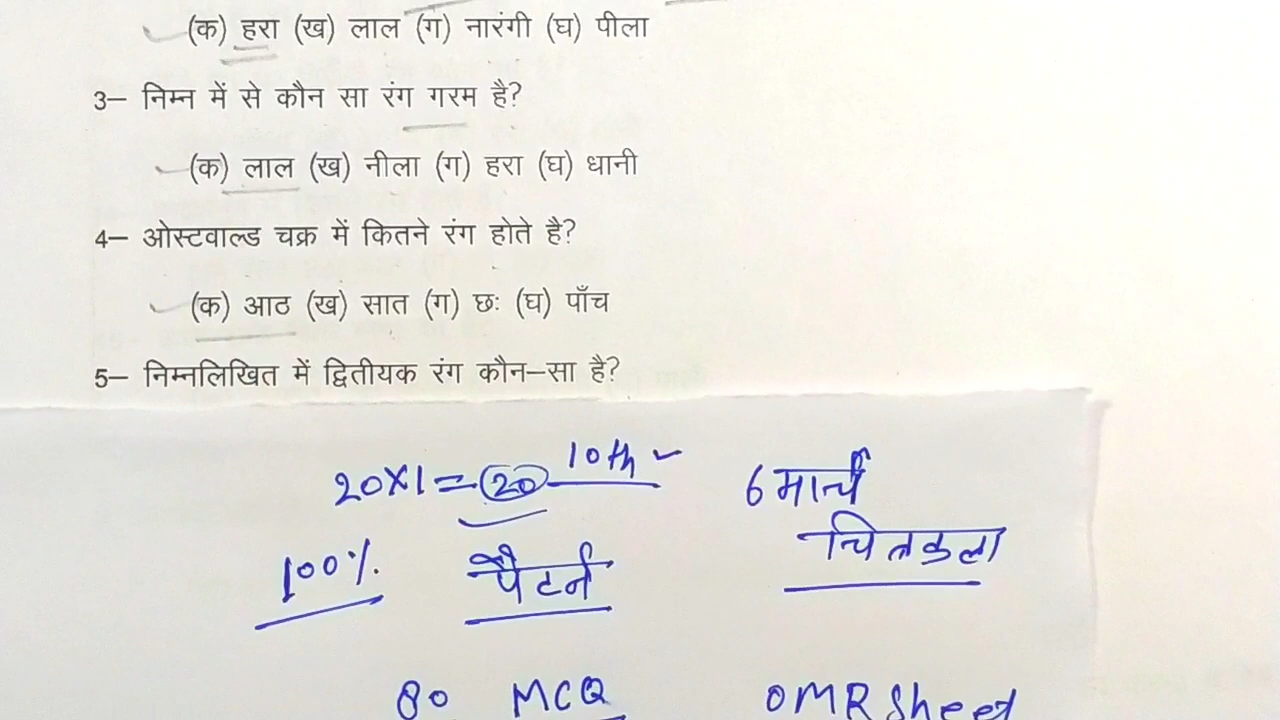 (क) हरा (ख) लाल (ग) नारंगी (घ) पीला
3– निम्न में से कौन सा रंग गरम है?
(क) लाल (ख) नीला (ग) हरा (घ) धानी
4– ओस्टवाल्ड चक्र में कितने रंग होते है?
(क) आठ (ख) सात (ग) छः (घ) पाँच
5– निम्नलिखित में द्वितीयक रंग कौन–सा है?
20×1=20 10th 6 मार्च
100% पैटर्न चित्रकला
80 MCQ OMR Sheet